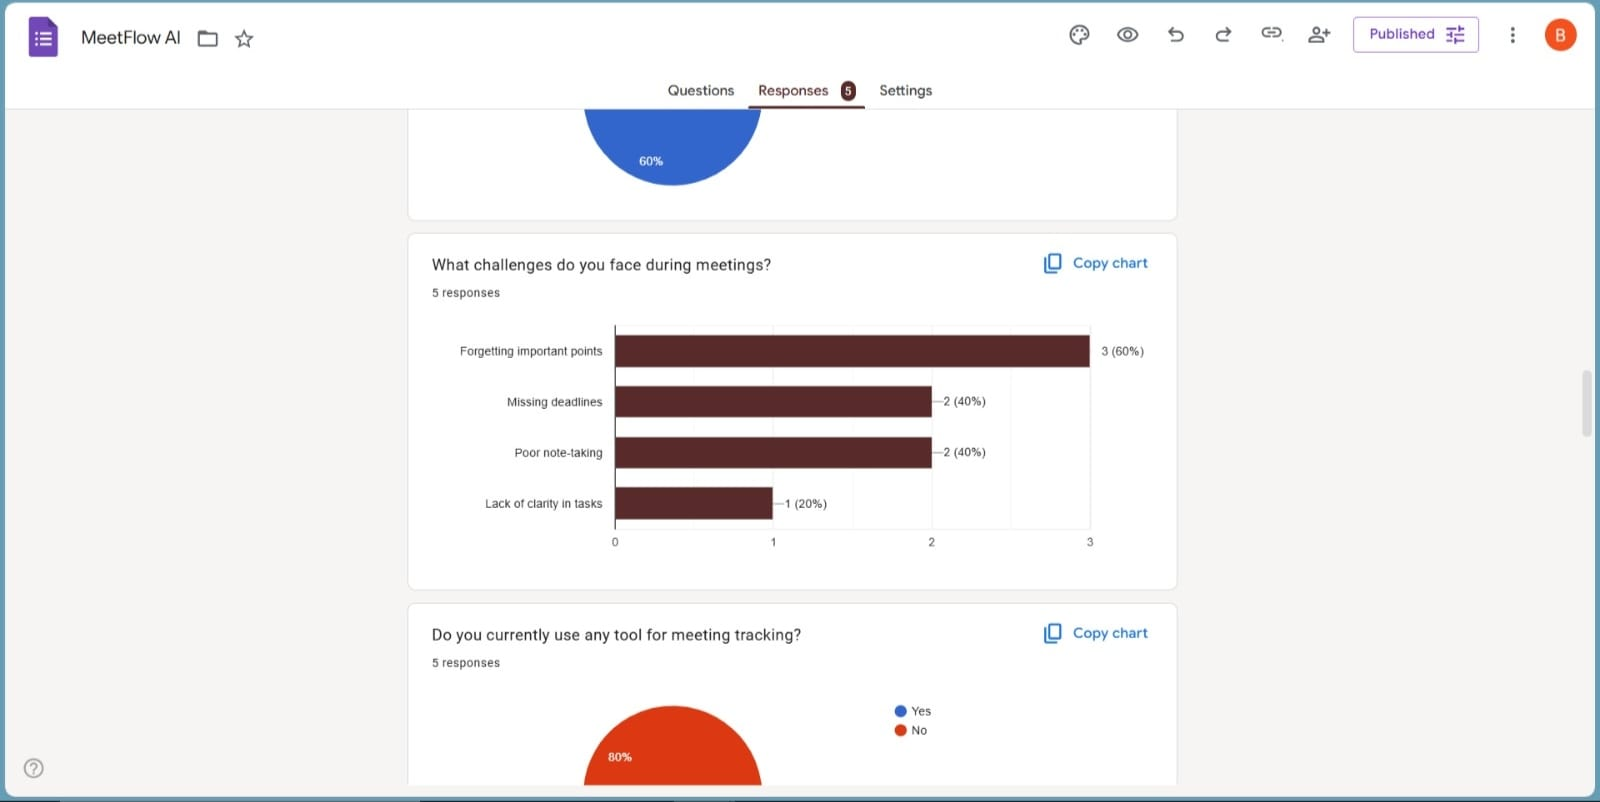 MeetFlow AI
Published
B
Questions Responses 5 Settings
60%
What challenges do you face during meetings?
Copy chart
5 responses
Forgetting important points 3 (60%)
Missing deadlines 2 (40%)
Poor note-taking 2 (40%)
Lack of clarity in tasks 1 (20%)
0 1 2 3
Do you currently use any tool for meeting tracking?
Copy chart
5 responses
Yes
No
80%